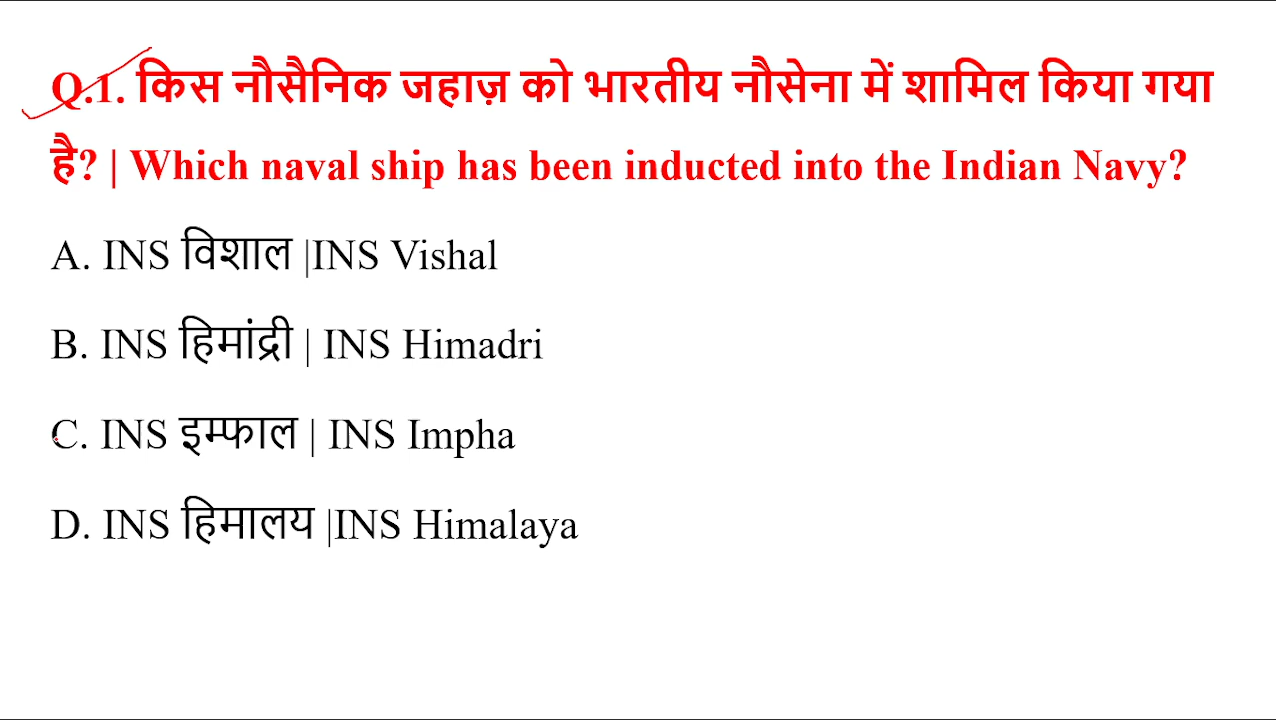 Q.1. किस नौसैनिक जहाज़ को भारतीय नौसेना में शामिल किया गया
है? | Which naval ship has been inducted into the Indian Navy?
A. INS विशाल |INS Vishal
B. INS हिमांद्री | INS Himadri
C. INS इम्फाल | INS Impha
D. INS हिमालय |INS Himalaya